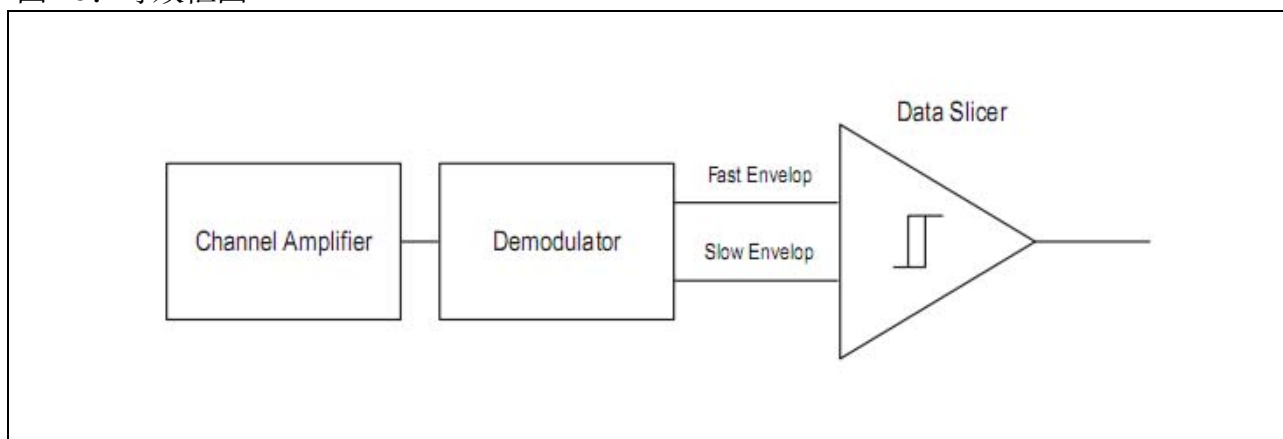 Data Slicer
Fast Envelop
Channel Amplifier
Demodulator
Slow Envelop